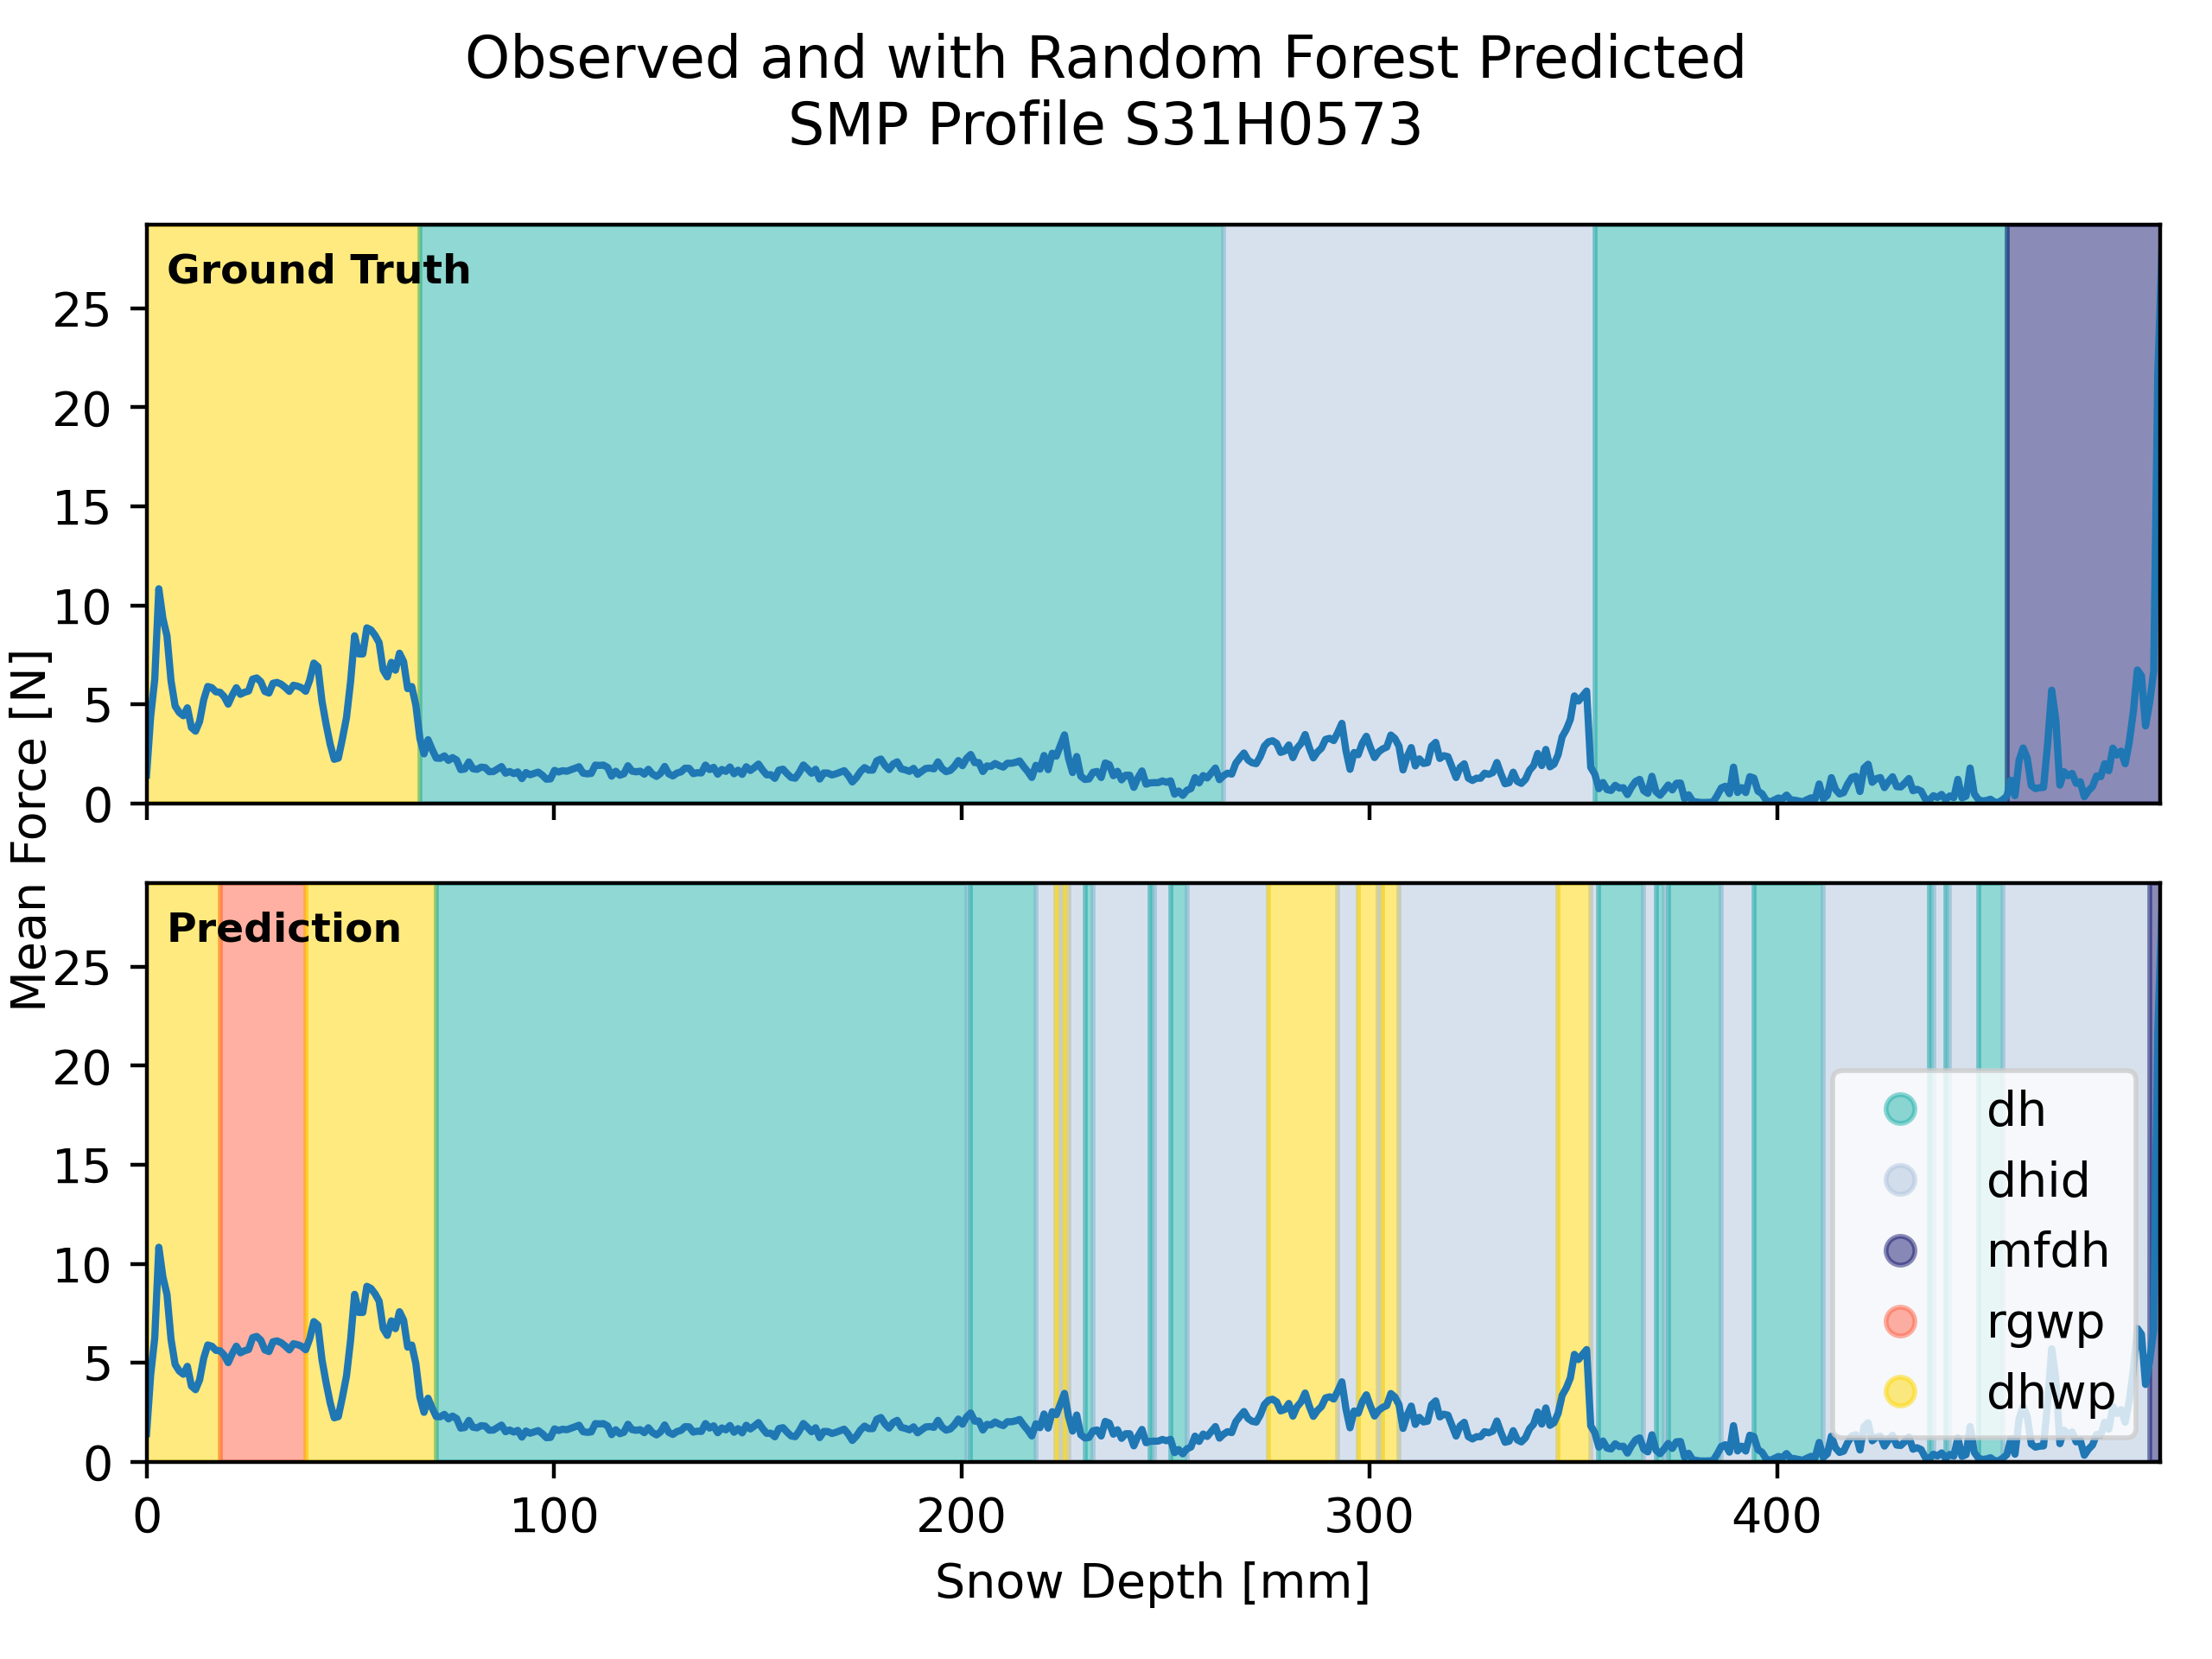 Observed and with Random Forest Predicted
SMP Profile S31H0573
Ground Truth
25
20
15
10
5
0
Mean Force [N]
Prediction
25
20
15
10
5
0
dh
dhid
mfdh
rgwp
dhwp
0 100 200 300 400
Snow Depth [mm]